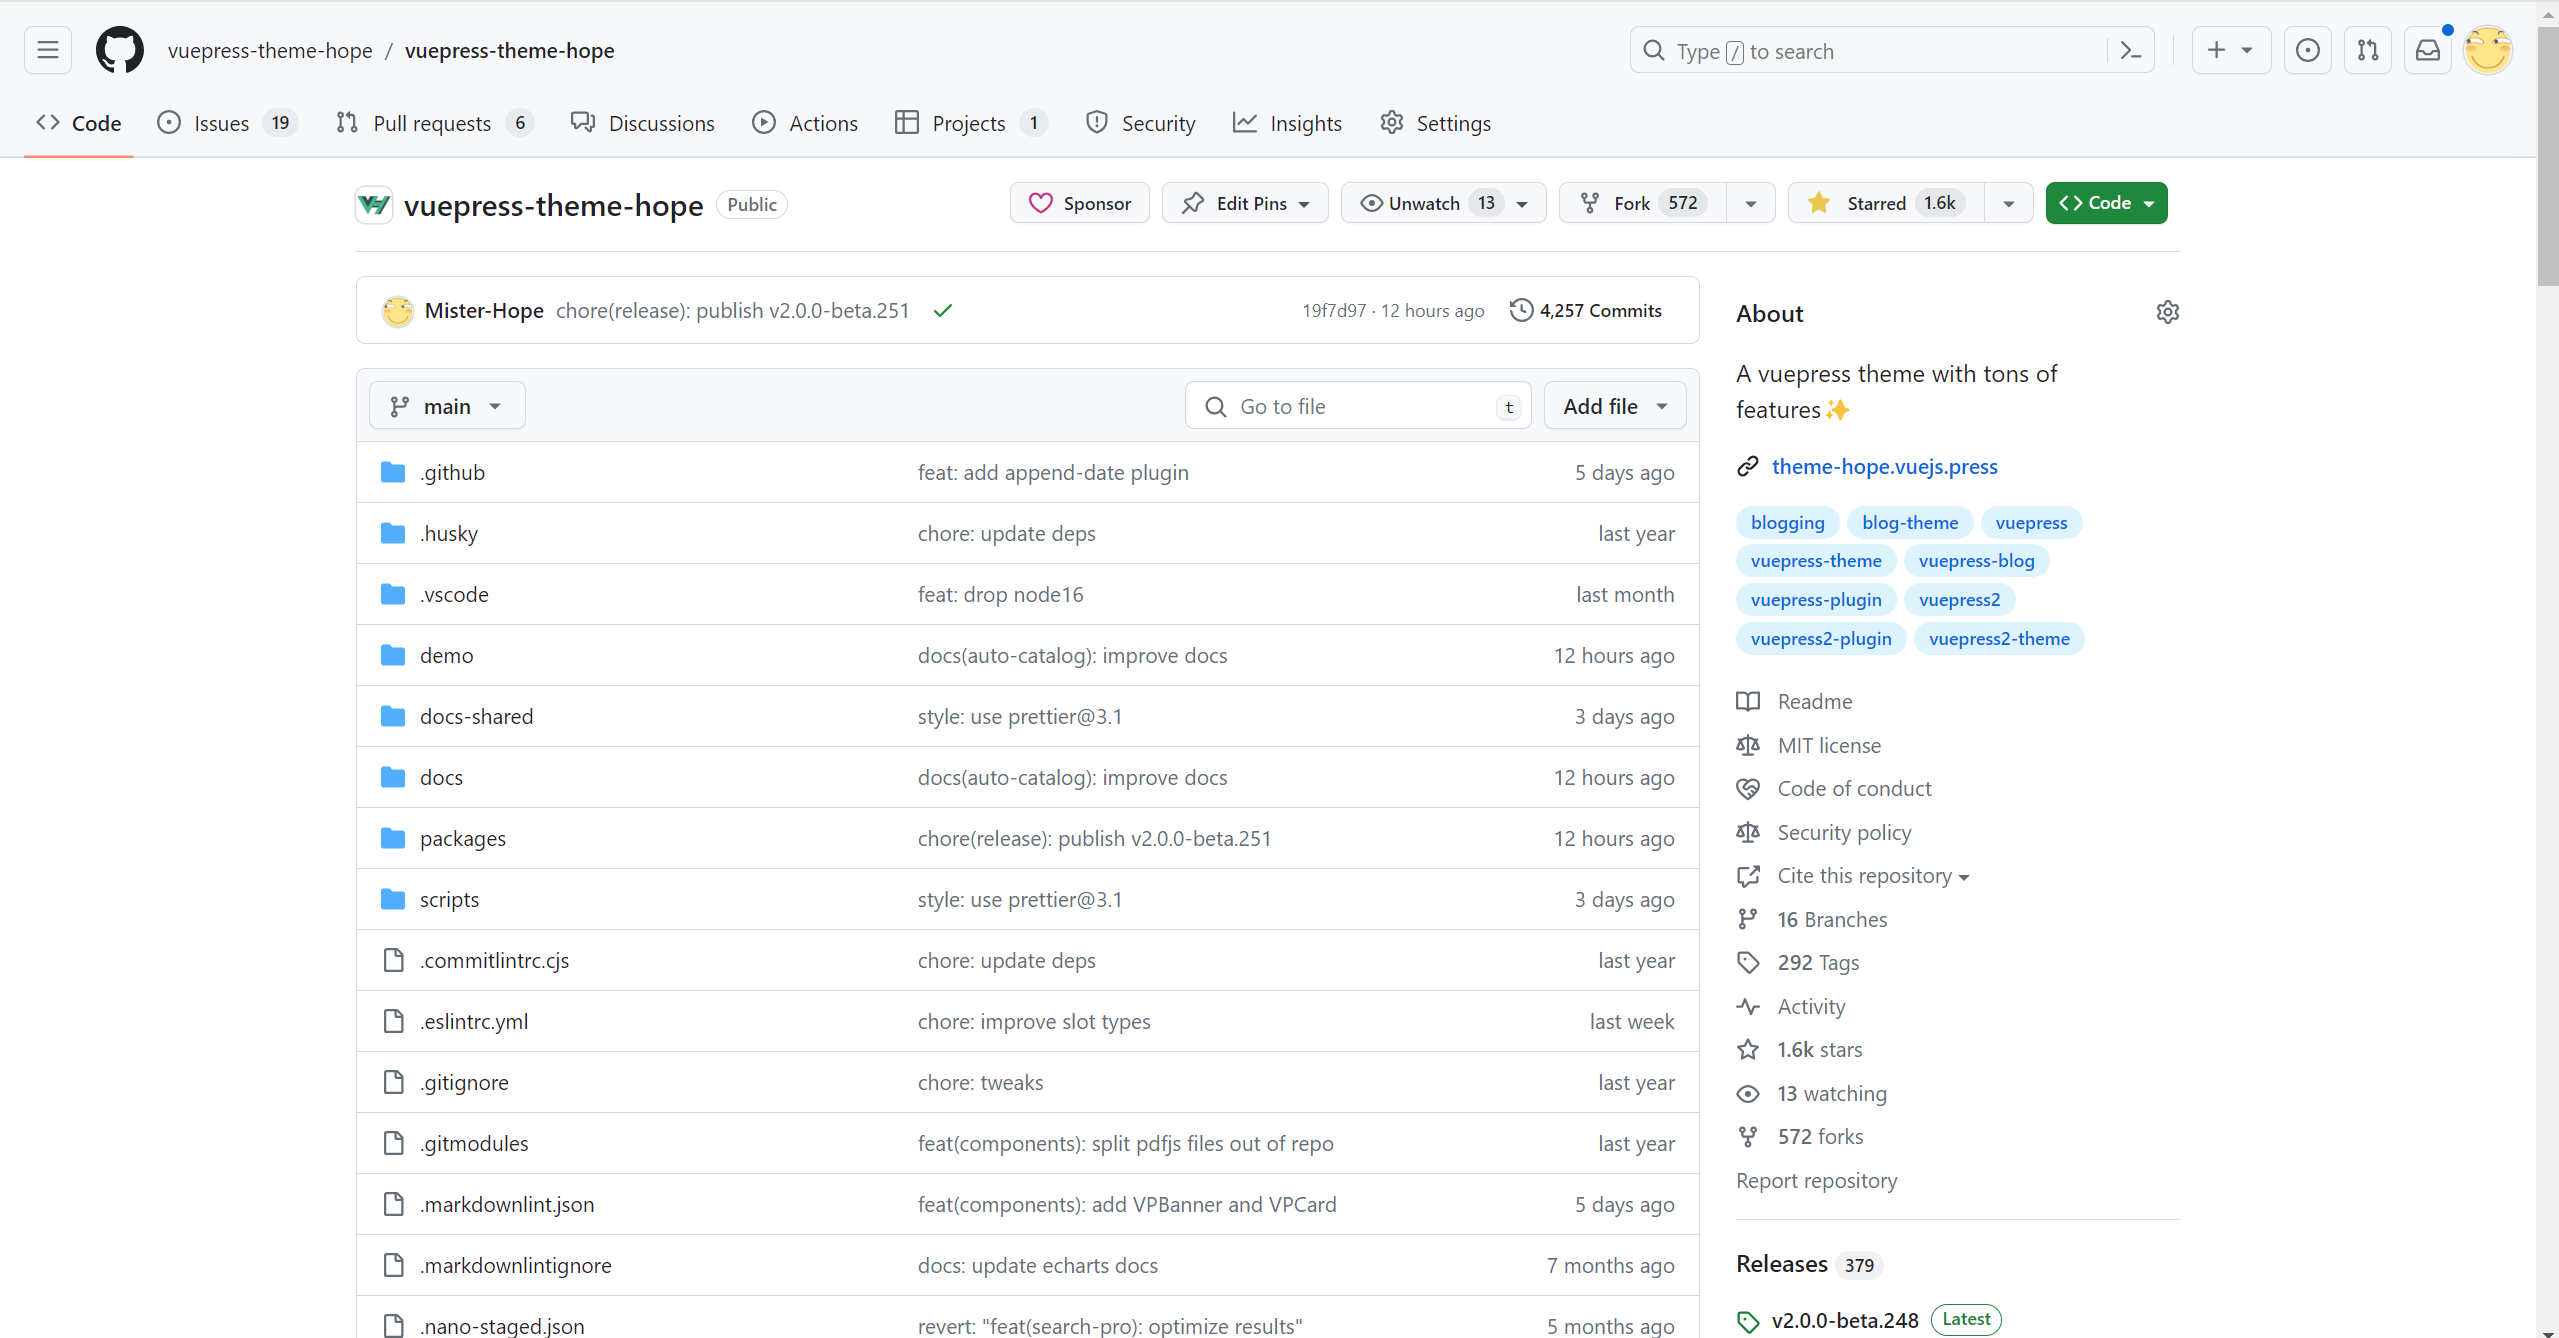 vuepress-theme-hope / vuepress-theme-hope
Type / to search
Code
Issues 19
Pull requests 6
Discussions
Actions
Projects 1
Security
Insights
Settings
vuepress-theme-hope Public
Sponsor
Edit Pins
Unwatch 13
Fork 572
Starred 1.6k
Code
Mister-Hope chore(release): publish v2.0.0-beta.251
19f7d97 · 12 hours ago
4,257 Commits
main
Go to file t
Add file
.github feat: add append-date plugin 5 days ago
.husky chore: update deps last year
.vscode feat: drop node16 last month
demo docs(auto-catalog): improve docs 12 hours ago
docs-shared style: use prettier@3.1 3 days ago
docs docs(auto-catalog): improve docs 12 hours ago
packages chore(release): publish v2.0.0-beta.251 12 hours ago
scripts style: use prettier@3.1 3 days ago
.commitlintrc.cjs chore: update deps last year
.eslintrc.yml chore: improve slot types last week
.gitignore chore: tweaks last year
.gitmodules feat(components): split pdfjs files out of repo last year
.markdownlint.json feat(components): add VPBanner and VPCard 5 days ago
.markdownlintignore docs: update echarts docs 7 months ago
.nano-staged.json revert: "feat(search-pro): optimize results" 5 months ago
About
A vuepress theme with tons of
features✨
theme-hope.vuejs.press
blogging blog-theme vuepress
vuepress-theme vuepress-blog
vuepress-plugin vuepress2
vuepress2-plugin vuepress2-theme
Readme
MIT license
Code of conduct
Security policy
Cite this repository
16 Branches
292 Tags
Activity
1.6k stars
13 watching
572 forks
Report repository
Releases 379
v2.0.0-beta.248 Latest